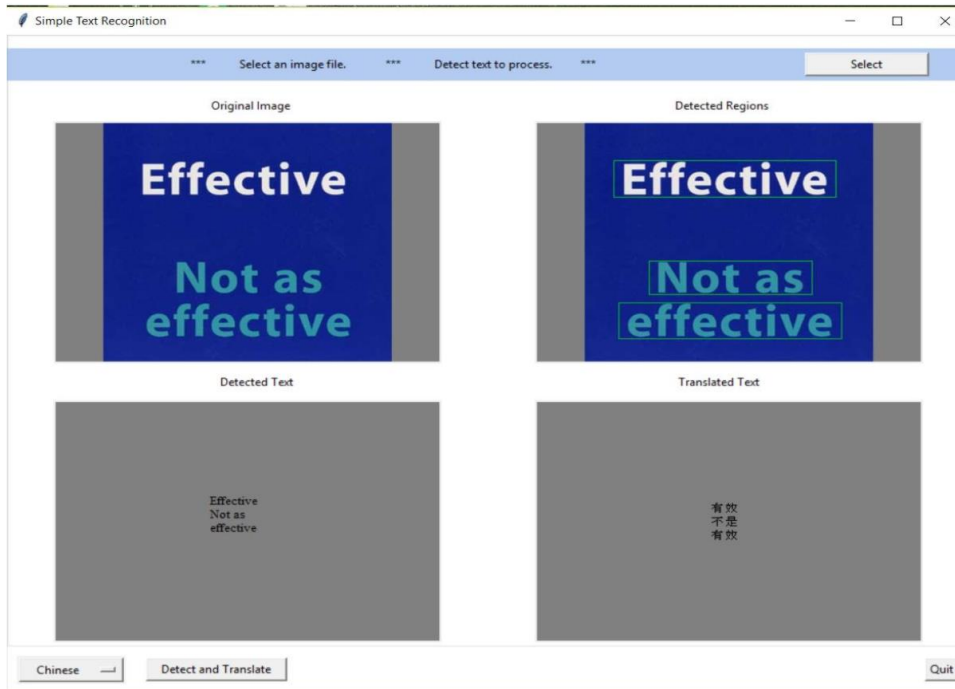 Simple Text Recognition
*** Select an image file. *** Detect text to process. *** Select
Original Image
Detected Regions
Effective
Not as
effective
Effective
Not as
effective
Detected Text
Translated Text
Effective
Not as
effective
有效
不是
有效
Chinese
Detect and Translate
Quit